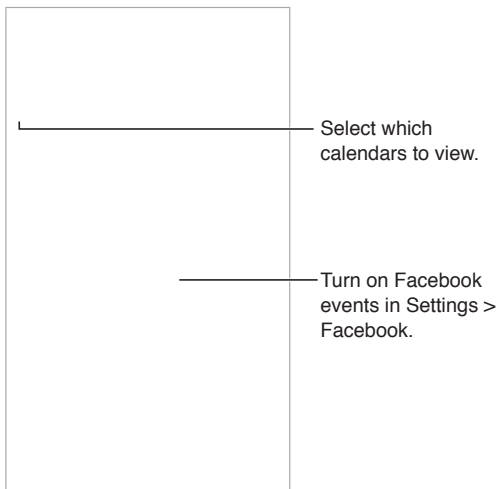 Select which
calendars to view.
Turn on Facebook
events in Settings >
Facebook.